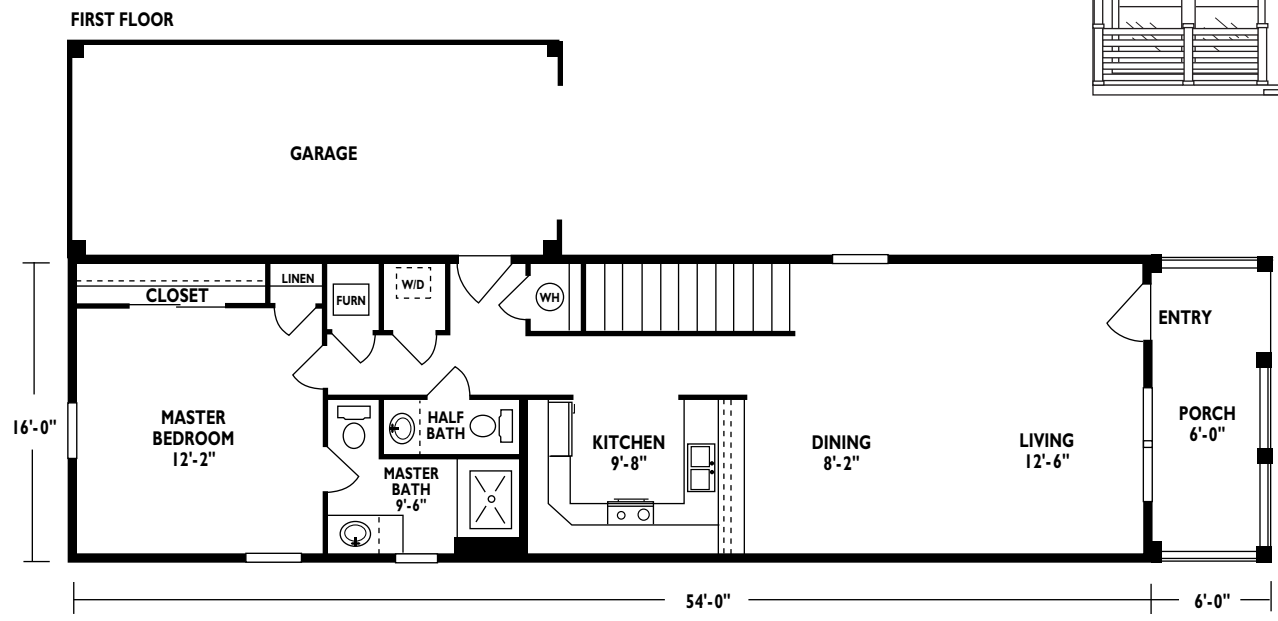 FIRST FLOOR
GARAGE
LINEN
CLOSET
FURN
W/D
WH
ENTRY
16'-0"
MASTER
BEDROOM
12'-2"
HALF
BATH
MASTER
BATH
9'-6"
KITCHEN
9'-8"
DINING
8'-2"
LIVING
12'-6"
PORCH
6'-0"
54'-0"
6'-0"